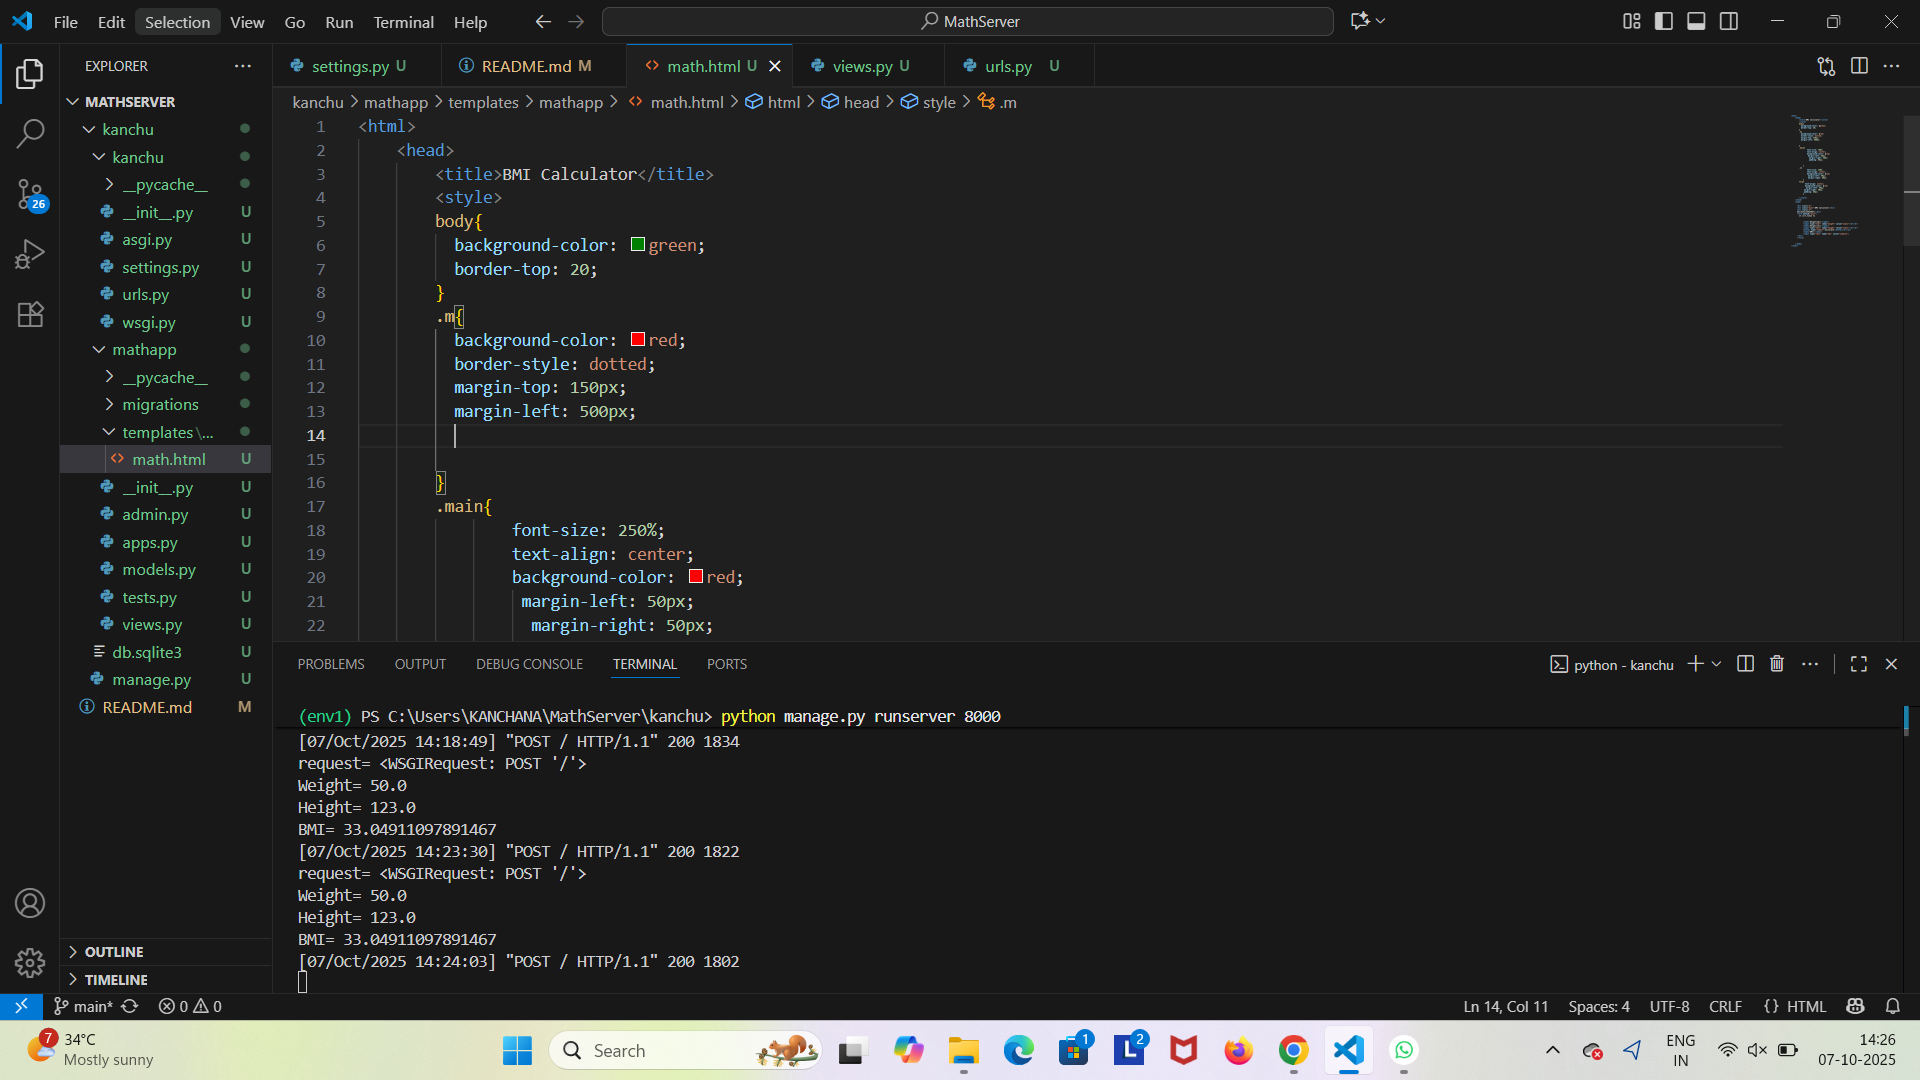 File Edit Selection View Go Run Terminal Help
MathServer
EXPLORER
settings.py U
README.md M
math.html U
views.py U
urls.py U
MATHSERVER
kanchu > mathapp > templates > mathapp > math.html > html > head > style > .m
kanchu
kanchu
__pycache__
__init__.py U
asgi.py U
settings.py U
urls.py U
wsgi.py U
mathapp
__pycache__
migrations
templates \...
math.html U
__init__.py U
admin.py U
apps.py U
models.py U
tests.py U
views.py U
db.sqlite3 U
manage.py U
README.md M
OUTLINE
TIMELINE
26
1 <html>
2 <head>
3 <title>BMI Calculator</title>
4 <style>
5 body{
6 background-color: green;
7 border-top: 20;
8 }
9 .m{
10 background-color: red;
11 border-style: dotted;
12 margin-top: 150px;
13 margin-left: 500px;
14
15
16 }
17 .main{
18 font-size: 250%;
19 text-align: center;
20 background-color: red;
21 margin-left: 50px;
22 margin-right: 50px;
PROBLEMS OUTPUT DEBUG CONSOLE TERMINAL PORTS
python - kanchu
(env1) PS C:\Users\KANCHANA\MathServer\kanchu> python manage.py runserver 8000
[07/Oct/2025 14:18:49] "POST / HTTP/1.1" 200 1834
request= <WSGIRequest: POST '/'>
Weight= 50.0
Height= 123.0
BMI= 33.04911097891467
[07/Oct/2025 14:23:30] "POST / HTTP/1.1" 200 1822
request= <WSGIRequest: POST '/'>
Weight= 50.0
Height= 123.0
BMI= 33.04911097891467
[07/Oct/2025 14:24:03] "POST / HTTP/1.1" 200 1802
main* 0 0
Ln 14, Col 11 Spaces: 4 UTF-8 CRLF {} HTML
7
34°C
Mostly sunny
Search
1
L 2
ENG
IN
14:26
07-10-2025